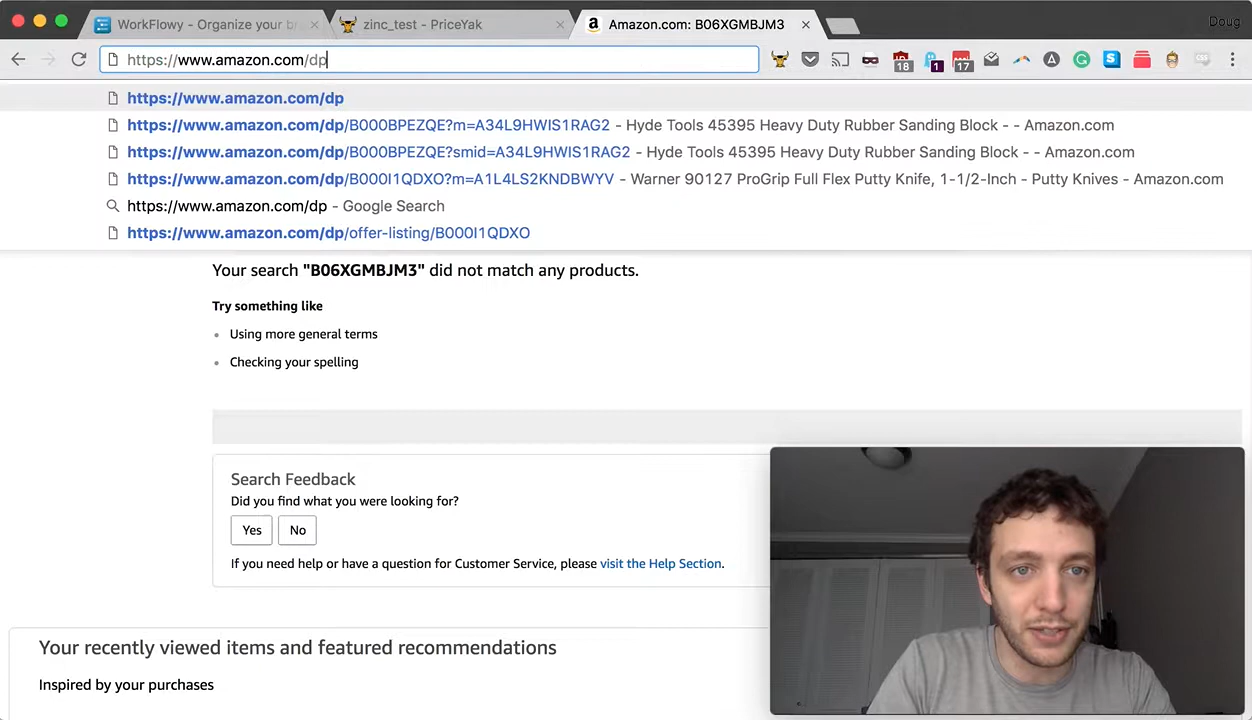 WorkFlowy - Organize your br
zinc_test - PriceYak
Amazon.com: B06XGMBJM3
Doug
https://www.amazon.com/dp
18
1
17
https://www.amazon.com/dp
https://www.amazon.com/dp/B000BPEZQE?m=A34L9HWIS1RAG2 - Hyde Tools 45395 Heavy Duty Rubber Sanding Block - - Amazon.com
https://www.amazon.com/dp/B000BPEZQE?smid=A34L9HWIS1RAG2 - Hyde Tools 45395 Heavy Duty Rubber Sanding Block - - Amazon.com
https://www.amazon.com/dp/B000I1QDXO?m=A1L4LS2KNDBWYV - Warner 90127 ProGrip Full Flex Putty Knife, 1-1/2-Inch - Putty Knives - Amazon.com
https://www.amazon.com/dp - Google Search
https://www.amazon.com/dp/offer-listing/B000I1QDXO
Your search "B06XGMBJM3" did not match any products.
Try something like
Using more general terms
Checking your spelling
Search Feedback
Did you find what you were looking for?
Yes
No
If you need help or have a question for Customer Service, please visit the Help Section.
Your recently viewed items and featured recommendations
Inspired by your purchases